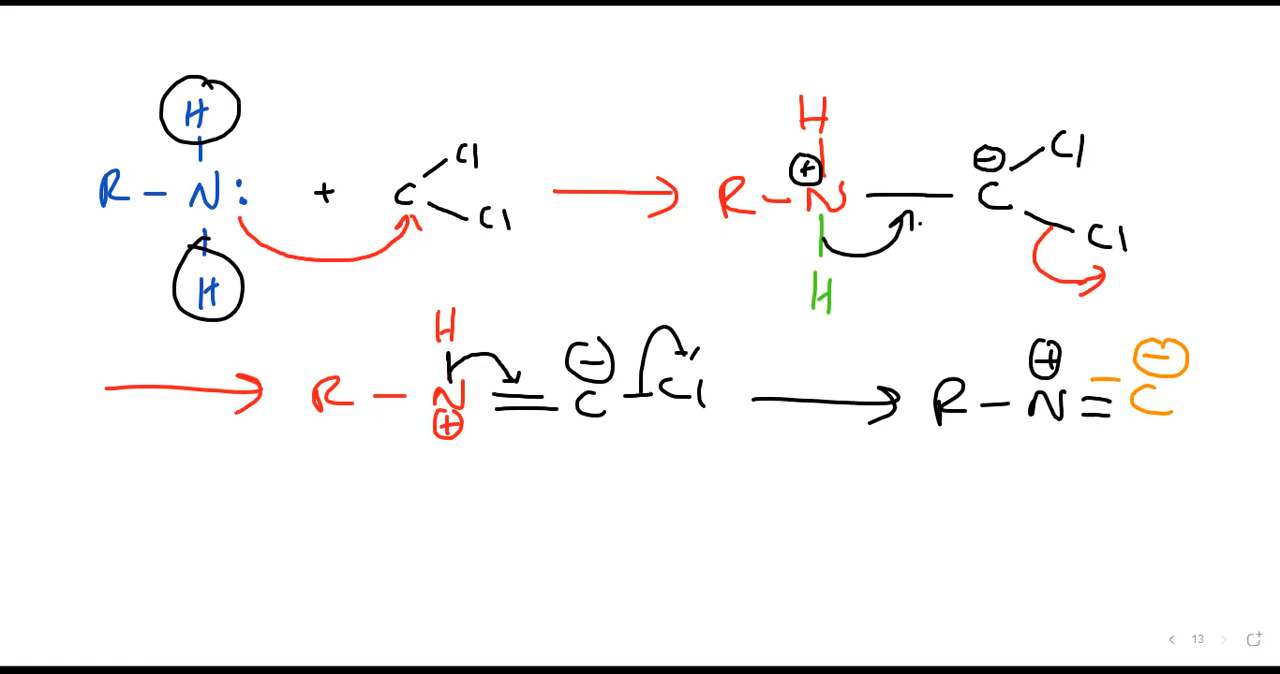 H H
R – N : + C Cl Cl → R – N ⊕ — C ⊖ Cl Cl
H H
→ R – N ⊕ = C ⊖ – Cl → R – N ⊕ ≡ C ⊖
13